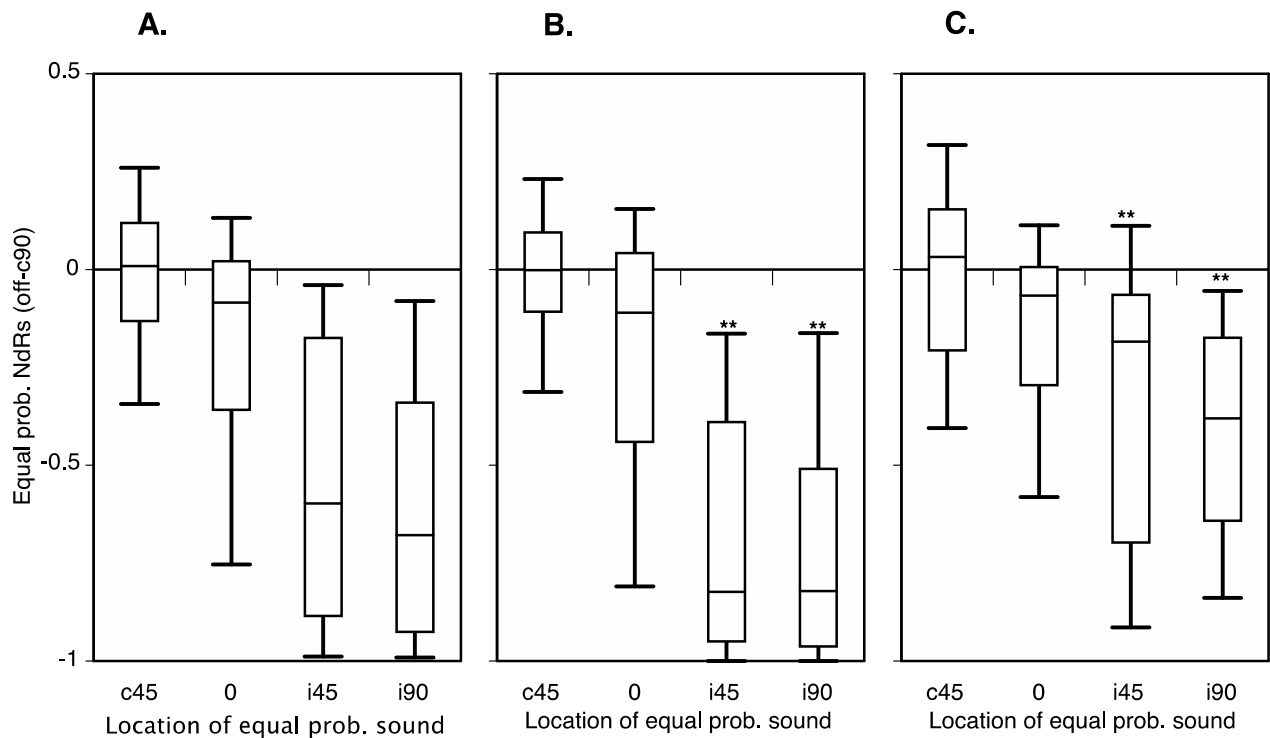 A. B. C.
Equal prob. NdRs (off-c90)
0.5
0
-0.5
-1
** ** ** **
c45 0 i45 i90 c45 0 i45 i90 c45 0 i45 i90
Location of equal prob. sound Location of equal prob. sound Location of equal prob. sound